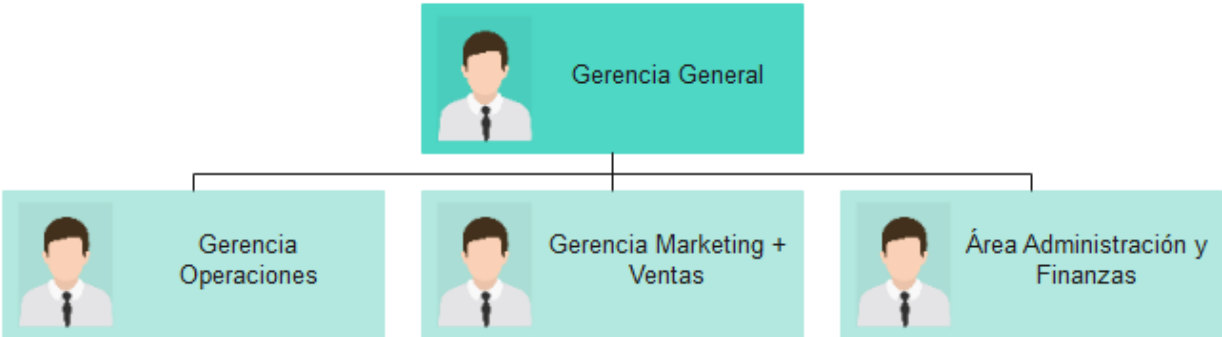 Gerencia General
Gerencia
Operaciones
Gerencia Marketing +
Ventas
Área Administración y
Finanzas